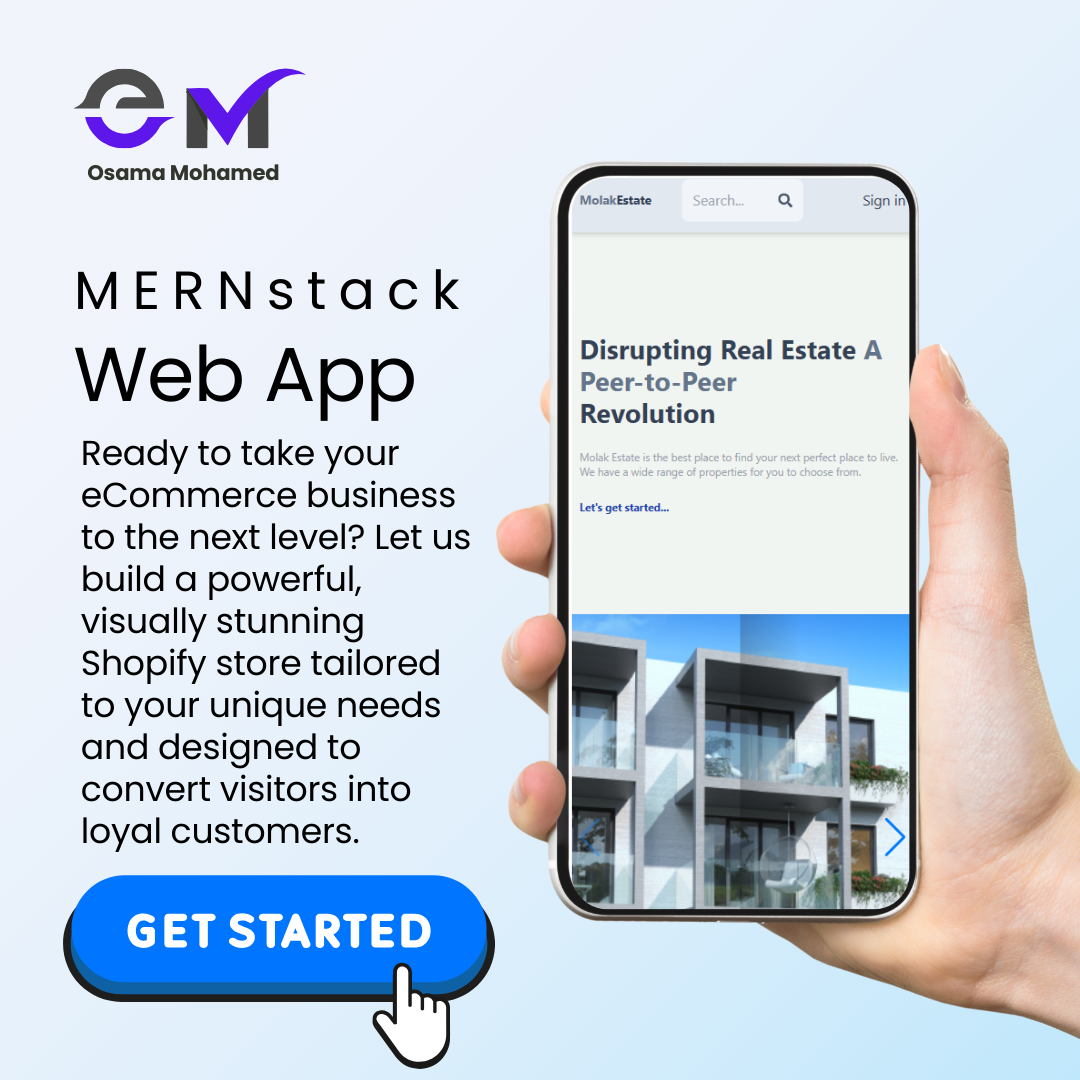 em
Osama Mohamed
MERNstack
Web App
Ready to take your
eCommerce business
to the next level? Let us
build a powerful,
visually stunning
Shopify store tailored
to your unique needs
and designed to
convert visitors into
loyal customers.
GET STARTED
MolakEstate
Search...
Sign in
Disrupting Real Estate A
Peer-to-Peer
Revolution
Molak Estate is the best place to find your next perfect place to live.
We have a wide range of properties for you to choose from.
Let's get started...